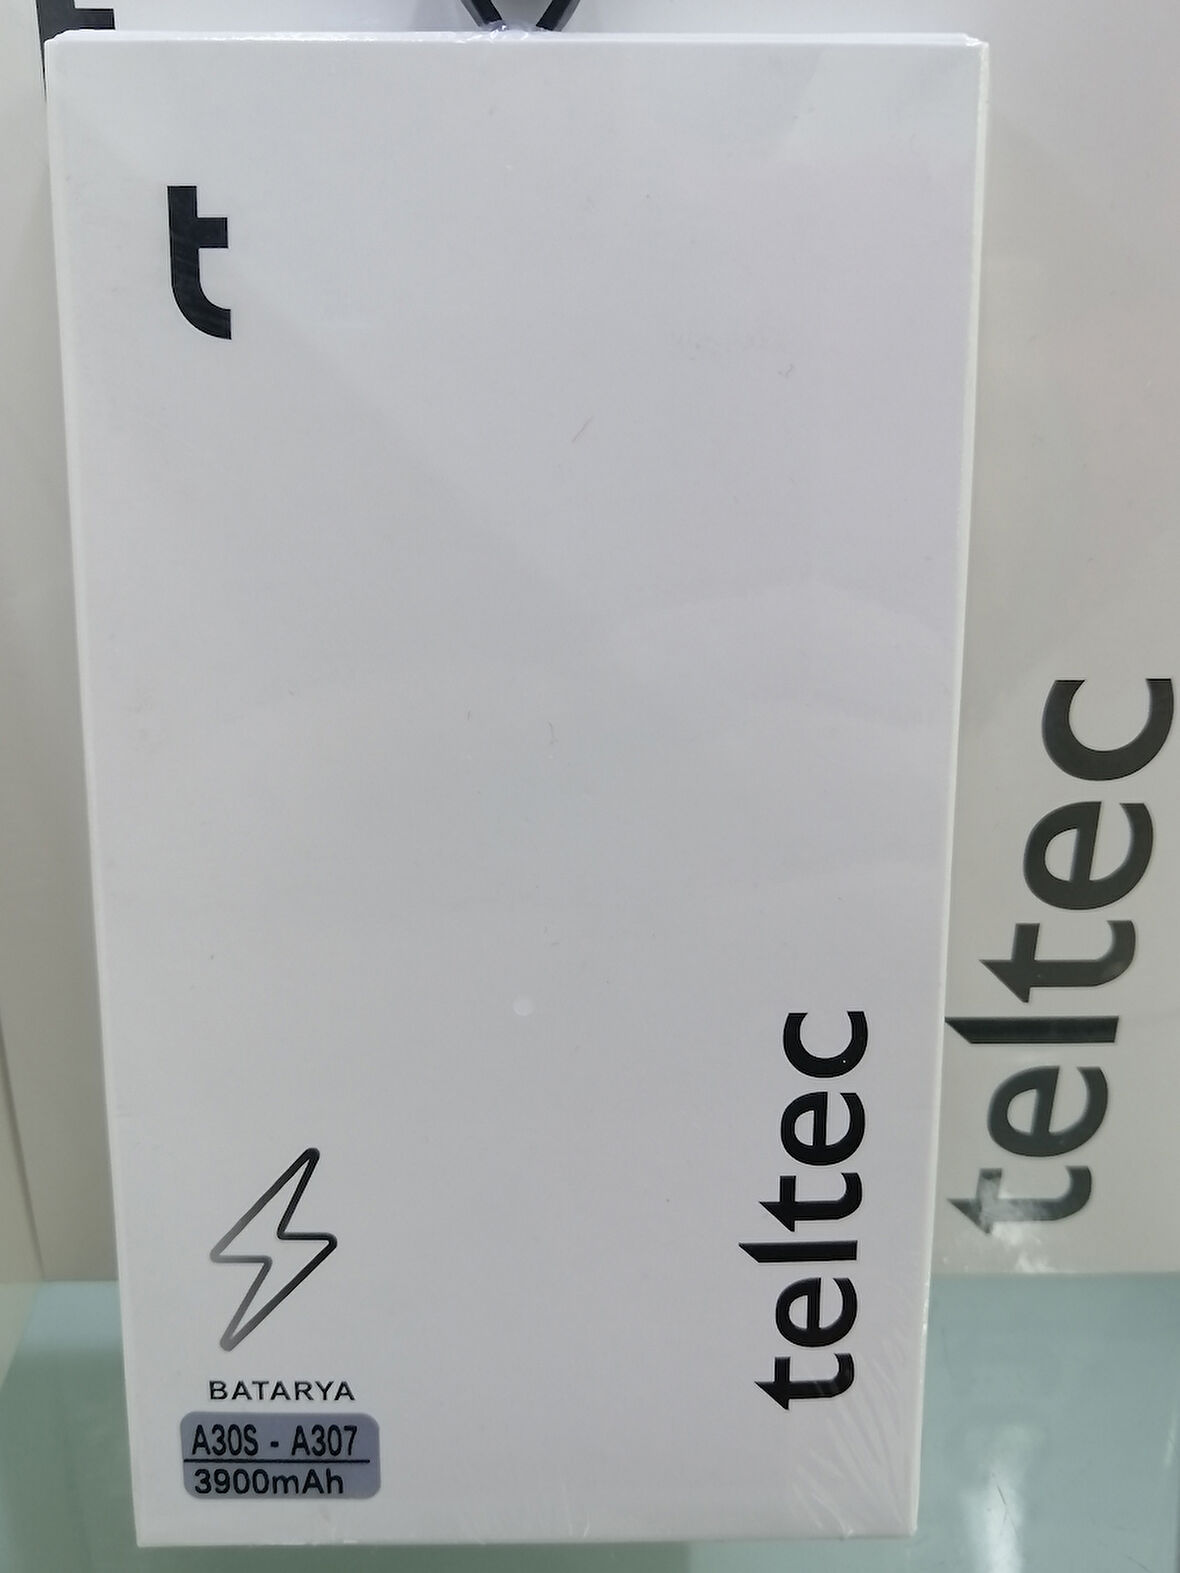 t
teltec
teltec
BATARYA
A30S - A307
3900mAh